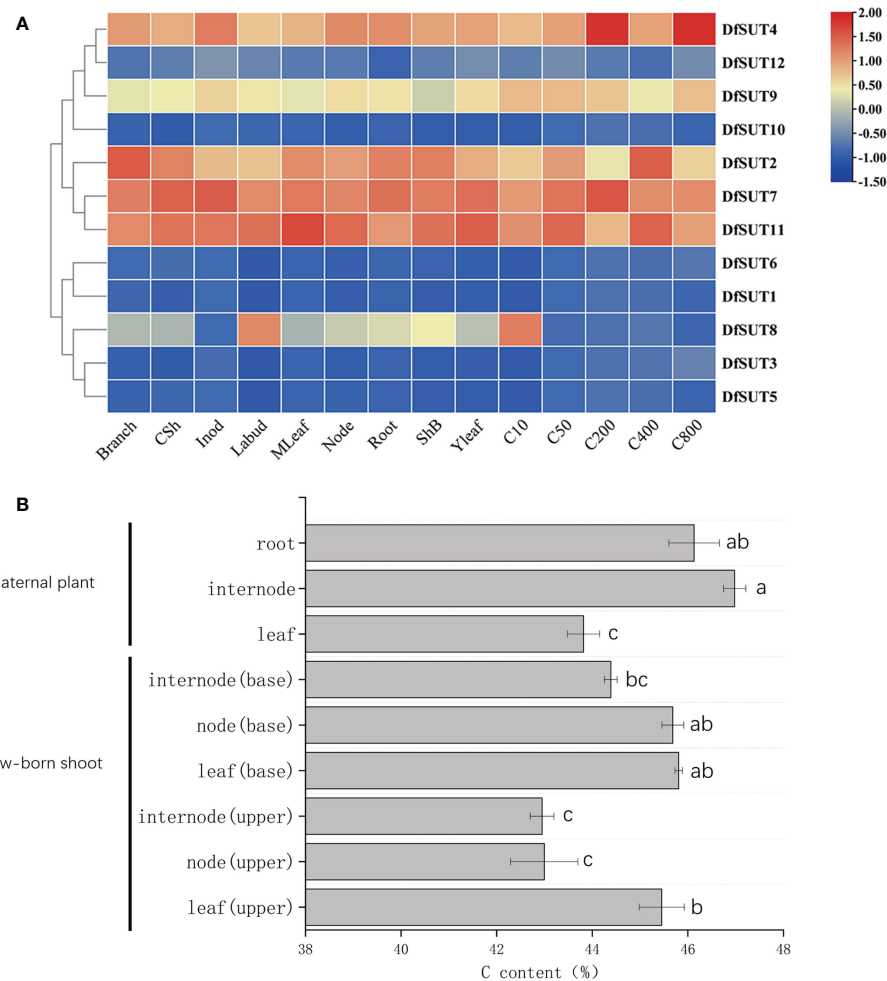 A
DfSUT4
DfSUT12
DfSUT9
DfSUT10
DfSUT2
DfSUT7
DfSUT11
DfSUT6
DfSUT1
DfSUT8
DfSUT3
DfSUT5
Branch CSh Inod Labud MLeaf Node Root ShB Yleaf C10 C50 C200 C400 C800
2.00
1.50
1.00
0.50
0.00
-0.50
-1.00
-1.50
B
aternal plant
w-born shoot
root ab
internode a
leaf c
internode(base) bc
node(base) ab
leaf(base) ab
internode(upper) c
node(upper) c
leaf(upper) b
38 40 42 44 46 48
C content (%)